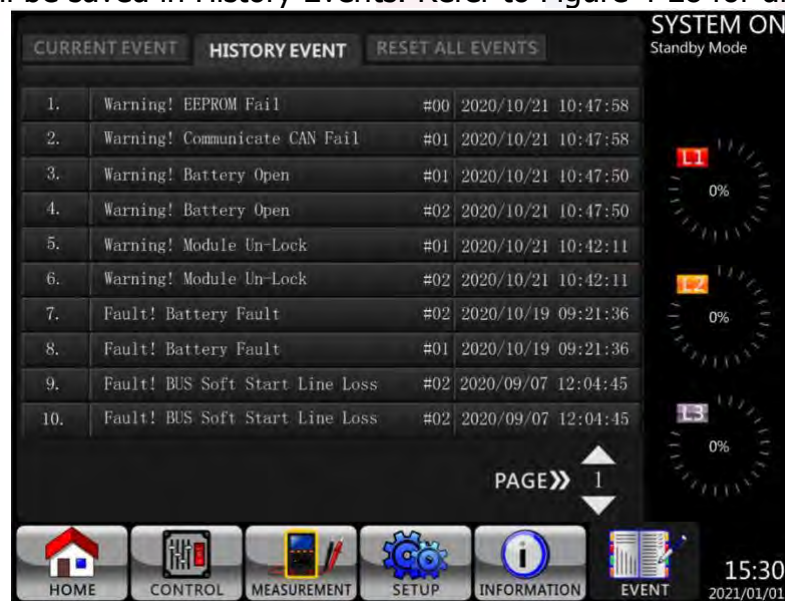 be saved in History Events. Refer to Figure 4-
SYSTEM ON
Standby Mode
CURRENT EVENT HISTORY EVENT RESET ALL EVENTS
1. Warning! EEPROM Fail #00 2020/10/21 10:47:58
2. Warning! Communicate CAN Fail #01 2020/10/21 10:47:58
3. Warning! Battery Open #01 2020/10/21 10:47:50
4. Warning! Battery Open #02 2020/10/21 10:47:50
5. Warning! Module Un-Lock #01 2020/10/21 10:42:11
6. Warning! Module Un-Lock #02 2020/10/21 10:42:11
7. Fault! Battery Fault #02 2020/10/19 09:21:36
8. Fault! Battery Fault #01 2020/10/19 09:21:36
9. Fault! BUS Soft Start Line Loss #02 2020/09/07 12:04:45
10. Fault! BUS Soft Start Line Loss #02 2020/09/07 12:04:45
L1
0%
L2
0%
L3
0%
PAGE» 1
HOME CONTROL MEASUREMENT SETUP INFORMATION EVENT
15:30
2021/01/01